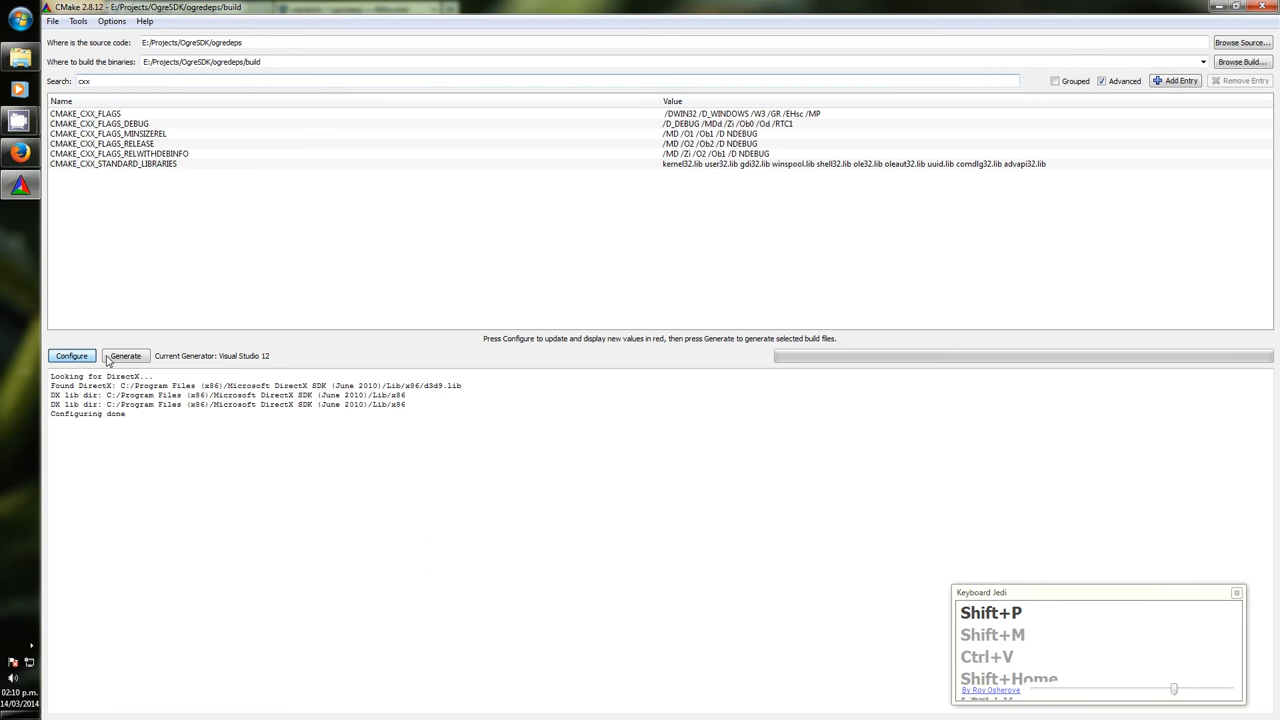 CMake 2.8.12 - E:/Projects/OgreSDK/ogredeps/build
File Tools Options Help
Where is the source code: E:/Projects/OgreSDK/ogredeps Browse Source...
Where to build the binaries: E:/Projects/OgreSDK/ogredeps/build Browse Build...
Search: cxx Grouped Advanced Add Entry Remove Entry
Name Value
CMAKE_CXX_FLAGS /DWIN32 /D_WINDOWS /W3 /GR /EHsc /MP
CMAKE_CXX_FLAGS_DEBUG /D_DEBUG /MDd /Zi /Ob0 /Od /RTC1
CMAKE_CXX_FLAGS_MINSIZEREL /MD /O1 /Ob1 /D NDEBUG
CMAKE_CXX_FLAGS_RELEASE /MD /O2 /Ob2 /D NDEBUG
CMAKE_CXX_FLAGS_RELWITHDEBINFO /MD /Zi /O2 /Ob1 /D NDEBUG
CMAKE_CXX_STANDARD_LIBRARIES kernel32.lib user32.lib gdi32.lib winspool.lib shell32.lib ole32.lib oleaut32.lib uuid.lib comdlg32.lib advapi32.lib
Press Configure to update and display new values in red, then press Generate to generate selected build files.
Configure Generate Current Generator: Visual Studio 12
Looking for DirectX...
Found DirectX: C:/Program Files (x86)/Microsoft DirectX SDK (June 2010)/Lib/x86/d3d9.lib
DX lib dir: C:/Program Files (x86)/Microsoft DirectX SDK (June 2010)/Lib/x86
DX lib dir: C:/Program Files (x86)/Microsoft DirectX SDK (June 2010)/Lib/x86
Configuring done
Keyboard Jedi
Shift+P
Shift+M
Ctrl+V
Shift+Home
By Roy Osherove
02:10 p.m.
14/03/2014